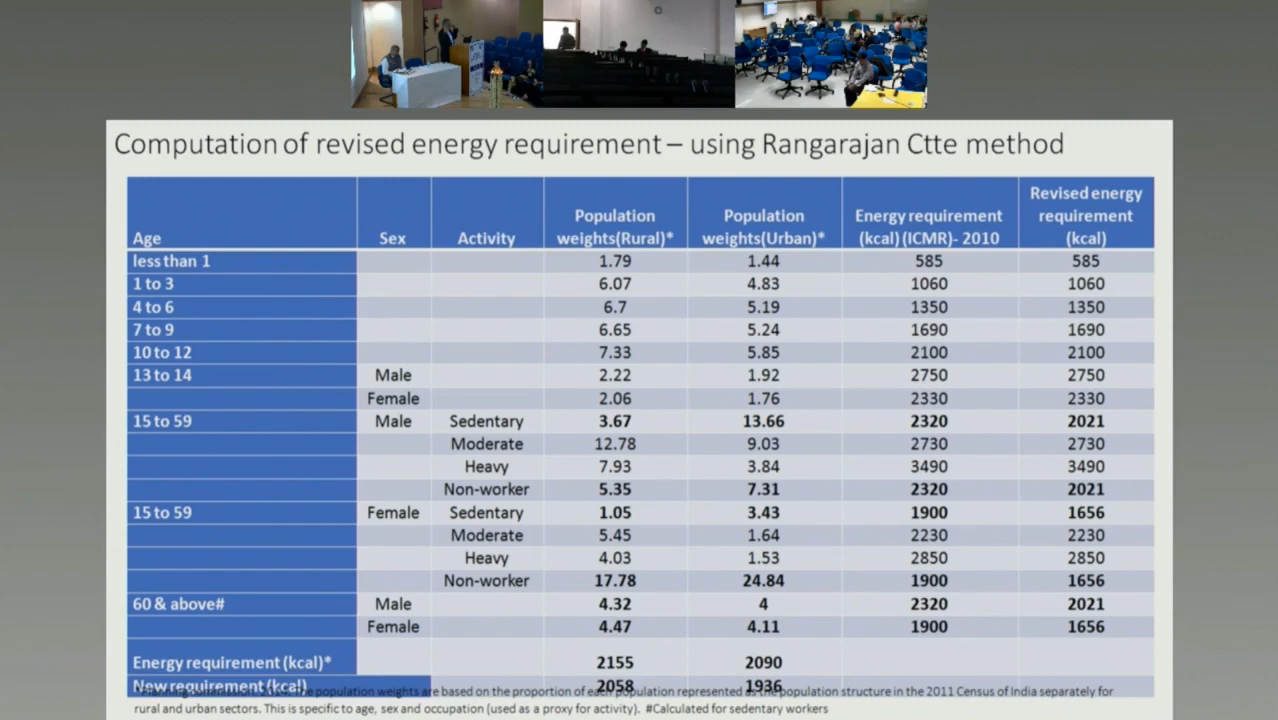 Computation of revised energy requirement – using Rangarajan Ctte method
Age Sex Activity Population weights(Rural)* Population weights(Urban)* Energy requirement (kcal) (ICMR)- 2010 Revised energy requirement (kcal)
less than 1 1.79 1.44 585 585
1 to 3 6.07 4.83 1060 1060
4 to 6 6.7 5.19 1350 1350
7 to 9 6.65 5.24 1690 1690
10 to 12 7.33 5.85 2100 2100
13 to 14 Male 2.22 1.92 2750 2750
Female 2.06 1.76 2330 2330
15 to 59 Male Sedentary 3.67 13.66 2320 2021
Moderate 12.78 9.03 2730 2730
Heavy 7.93 3.84 3490 3490
Non-worker 5.35 7.31 2320 2021
15 to 59 Female Sedentary 1.05 3.43 1900 1656
Moderate 5.45 1.64 2230 2230
Heavy 4.03 1.53 2850 2850
Non-worker 17.78 24.84 1900 1656
60 & above# Male 4.32 4 2320 2021
Female 4.47 4.11 1900 1656
Energy requirement (kcal)* 2155 2090
New requirement (kcal) 2058 1936
The population weights are based on the proportion of each population represented as the population structure in the 2011 Census of India separately for
rural and urban sectors. This is specific to age, sex and occupation (used as a proxy for activity). #Calculated for sedentary workers